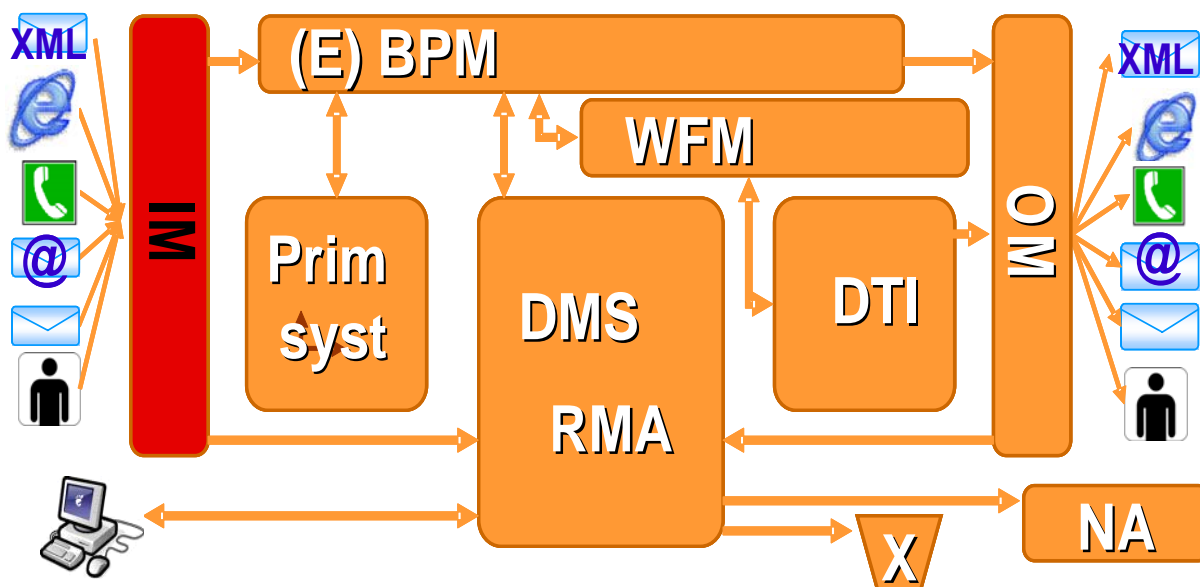 XML
@
IM
(E) BPM
WFM
Prim
syst
DMS
RMA
DTI
OM
XML
@
X
NA